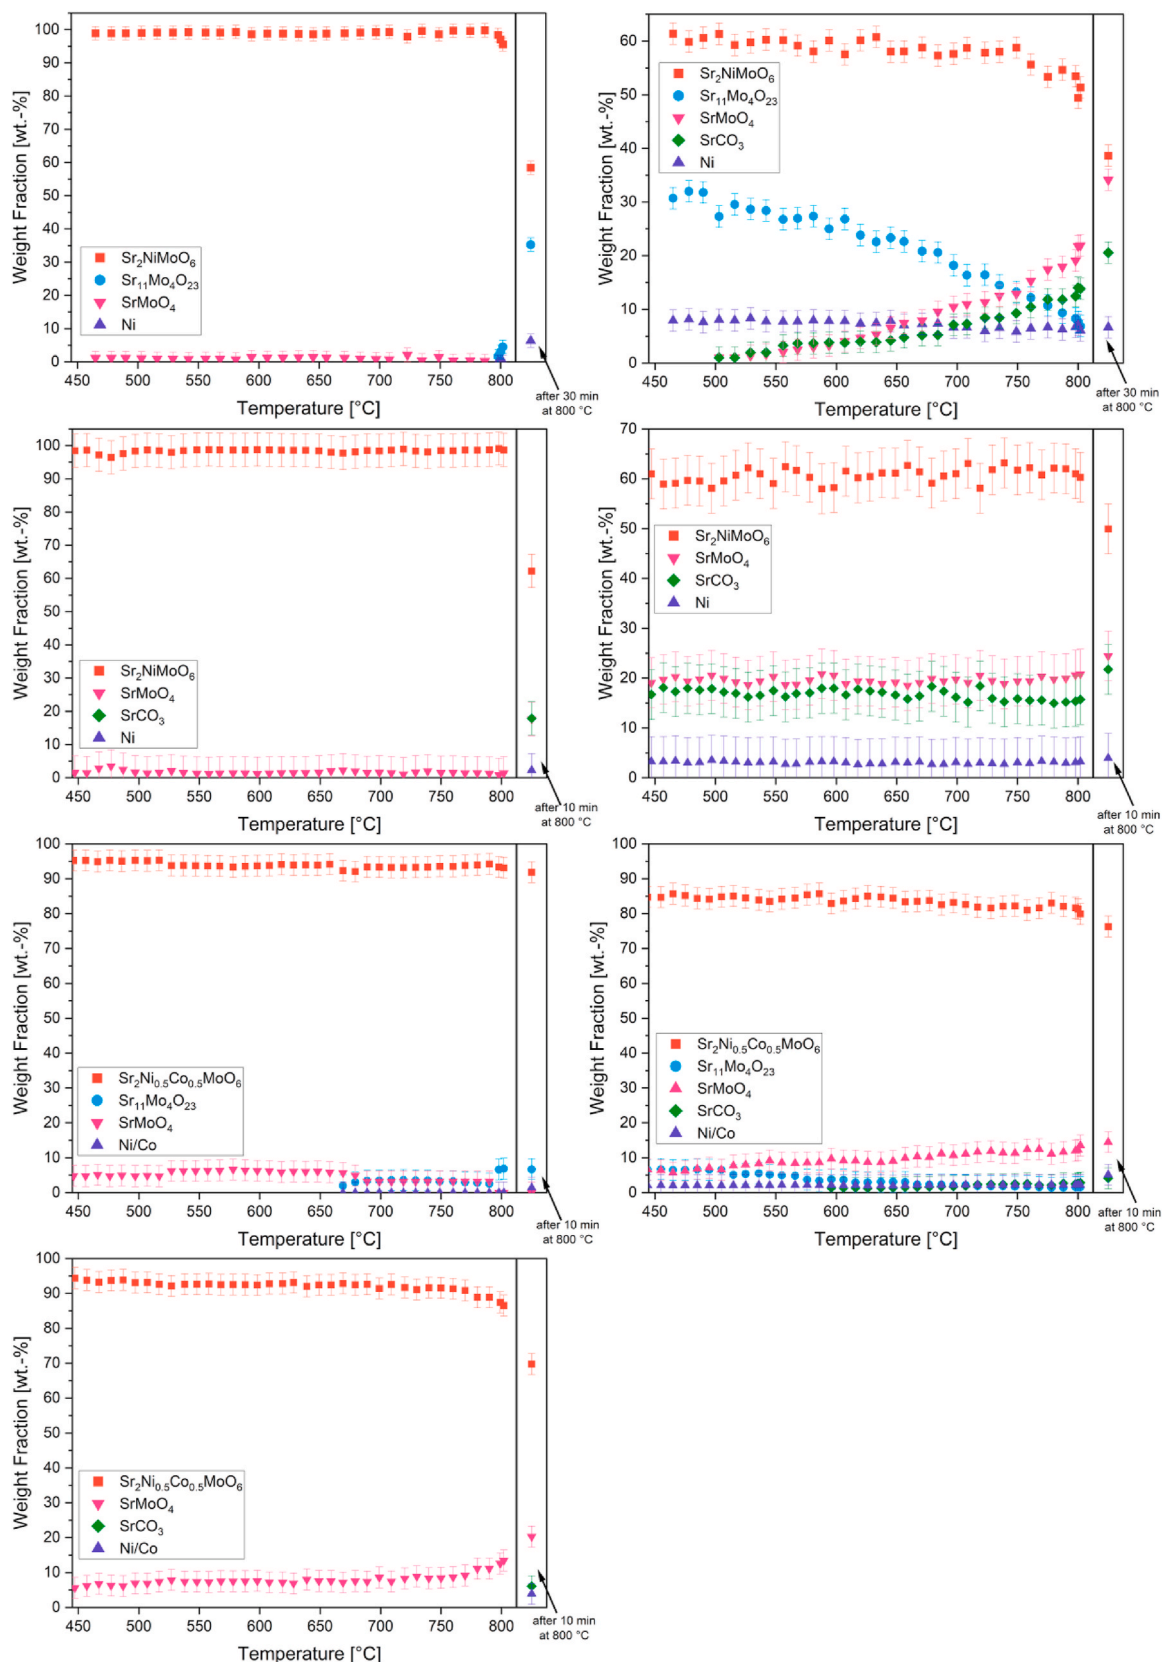 100
90
80
70
60
50
40
30
20
10
0
Weight Fraction [wt.-%]
Sr2NiMoO6
Sr11Mo4O23
SrMoO4
Ni
450 500 550 600 650 700 750 800
Temperature [°C]
after 30 min
at 800 °C
60
50
40
30
20
10
0
Weight Fraction [wt.-%]
Sr2NiMoO6
Sr11Mo4O23
SrMoO4
SrCO3
Ni
450 500 550 600 650 700 750 800
Temperature [°C]
after 30 min
at 800 °C
100
90
80
70
60
50
40
30
20
10
0
Weight Fraction [wt.-%]
Sr2NiMoO6
SrMoO4
SrCO3
Ni
450 500 550 600 650 700 750 800
Temperature [°C]
after 10 min
at 800 °C
70
60
50
40
30
20
10
0
Weight Fraction [wt.-%]
Sr2NiMoO6
SrMoO4
SrCO3
Ni
450 500 550 600 650 700 750 800
Temperature [°C]
after 10 min
at 800 °C
100
90
80
70
60
50
40
30
20
10
0
Weight Fraction [wt.-%]
Sr2Ni0.5Co0.5MoO6
Sr11Mo4O23
SrMoO4
Ni/Co
450 500 550 600 650 700 750 800
Temperature [°C]
after 10 min
at 800 °C
100
90
80
70
60
50
40
30
20
10
0
Weight Fraction [wt.-%]
Sr2Ni0.5Co0.5MoO6
Sr11Mo4O23
SrMoO4
SrCO3
Ni/Co
450 500 550 600 650 700 750 800
Temperature [°C]
after 10 min
at 800 °C
100
90
80
70
60
50
40
30
20
10
0
Weight Fraction [wt.-%]
Sr2Ni0.5Co0.5MoO6
SrMoO4
SrCO3
Ni/Co
450 500 550 600 650 700 750 800
Temperature [°C]
after 10 min
at 800 °C